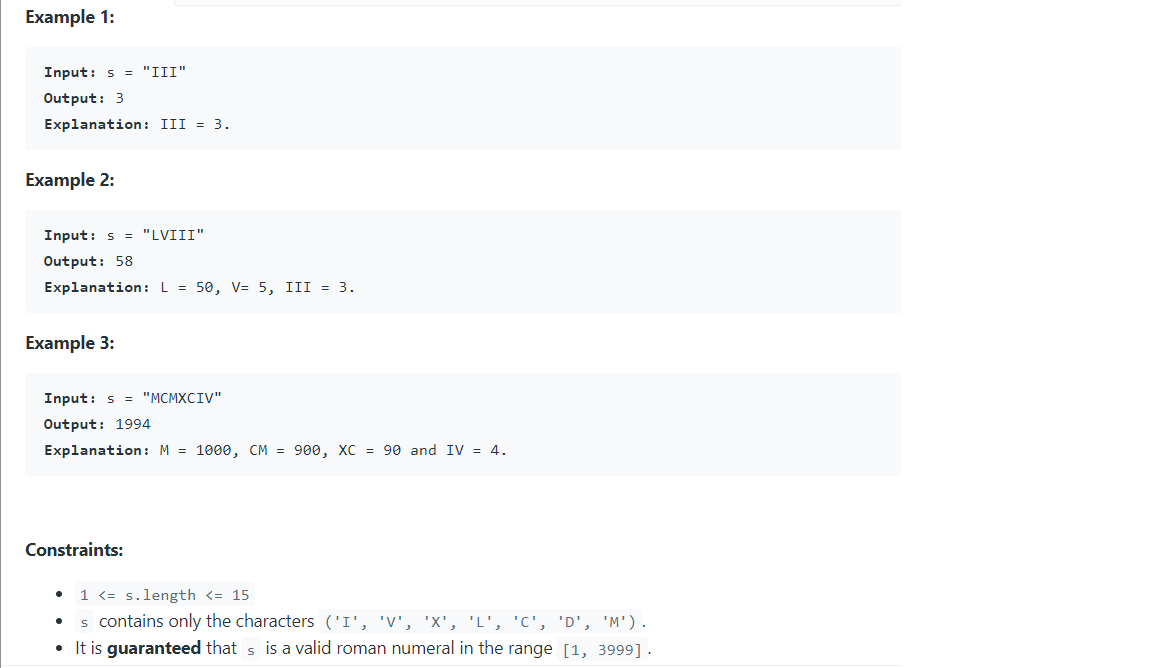 Example 1:
Input: s = "III"
Output: 3
Explanation: III = 3.
Example 2:
Input: s = "LVIII"
Output: 58
Explanation: L = 50, V= 5, III = 3.
Example 3:
Input: s = "MCMXCIV"
Output: 1994
Explanation: M = 1000, CM = 900, XC = 90 and IV = 4.
Constraints:
• 1 <= s.length <= 15
• s contains only the characters ('I', 'V', 'X', 'L', 'C', 'D', 'M').
• It is guaranteed that s is a valid roman numeral in the range [1, 3999].